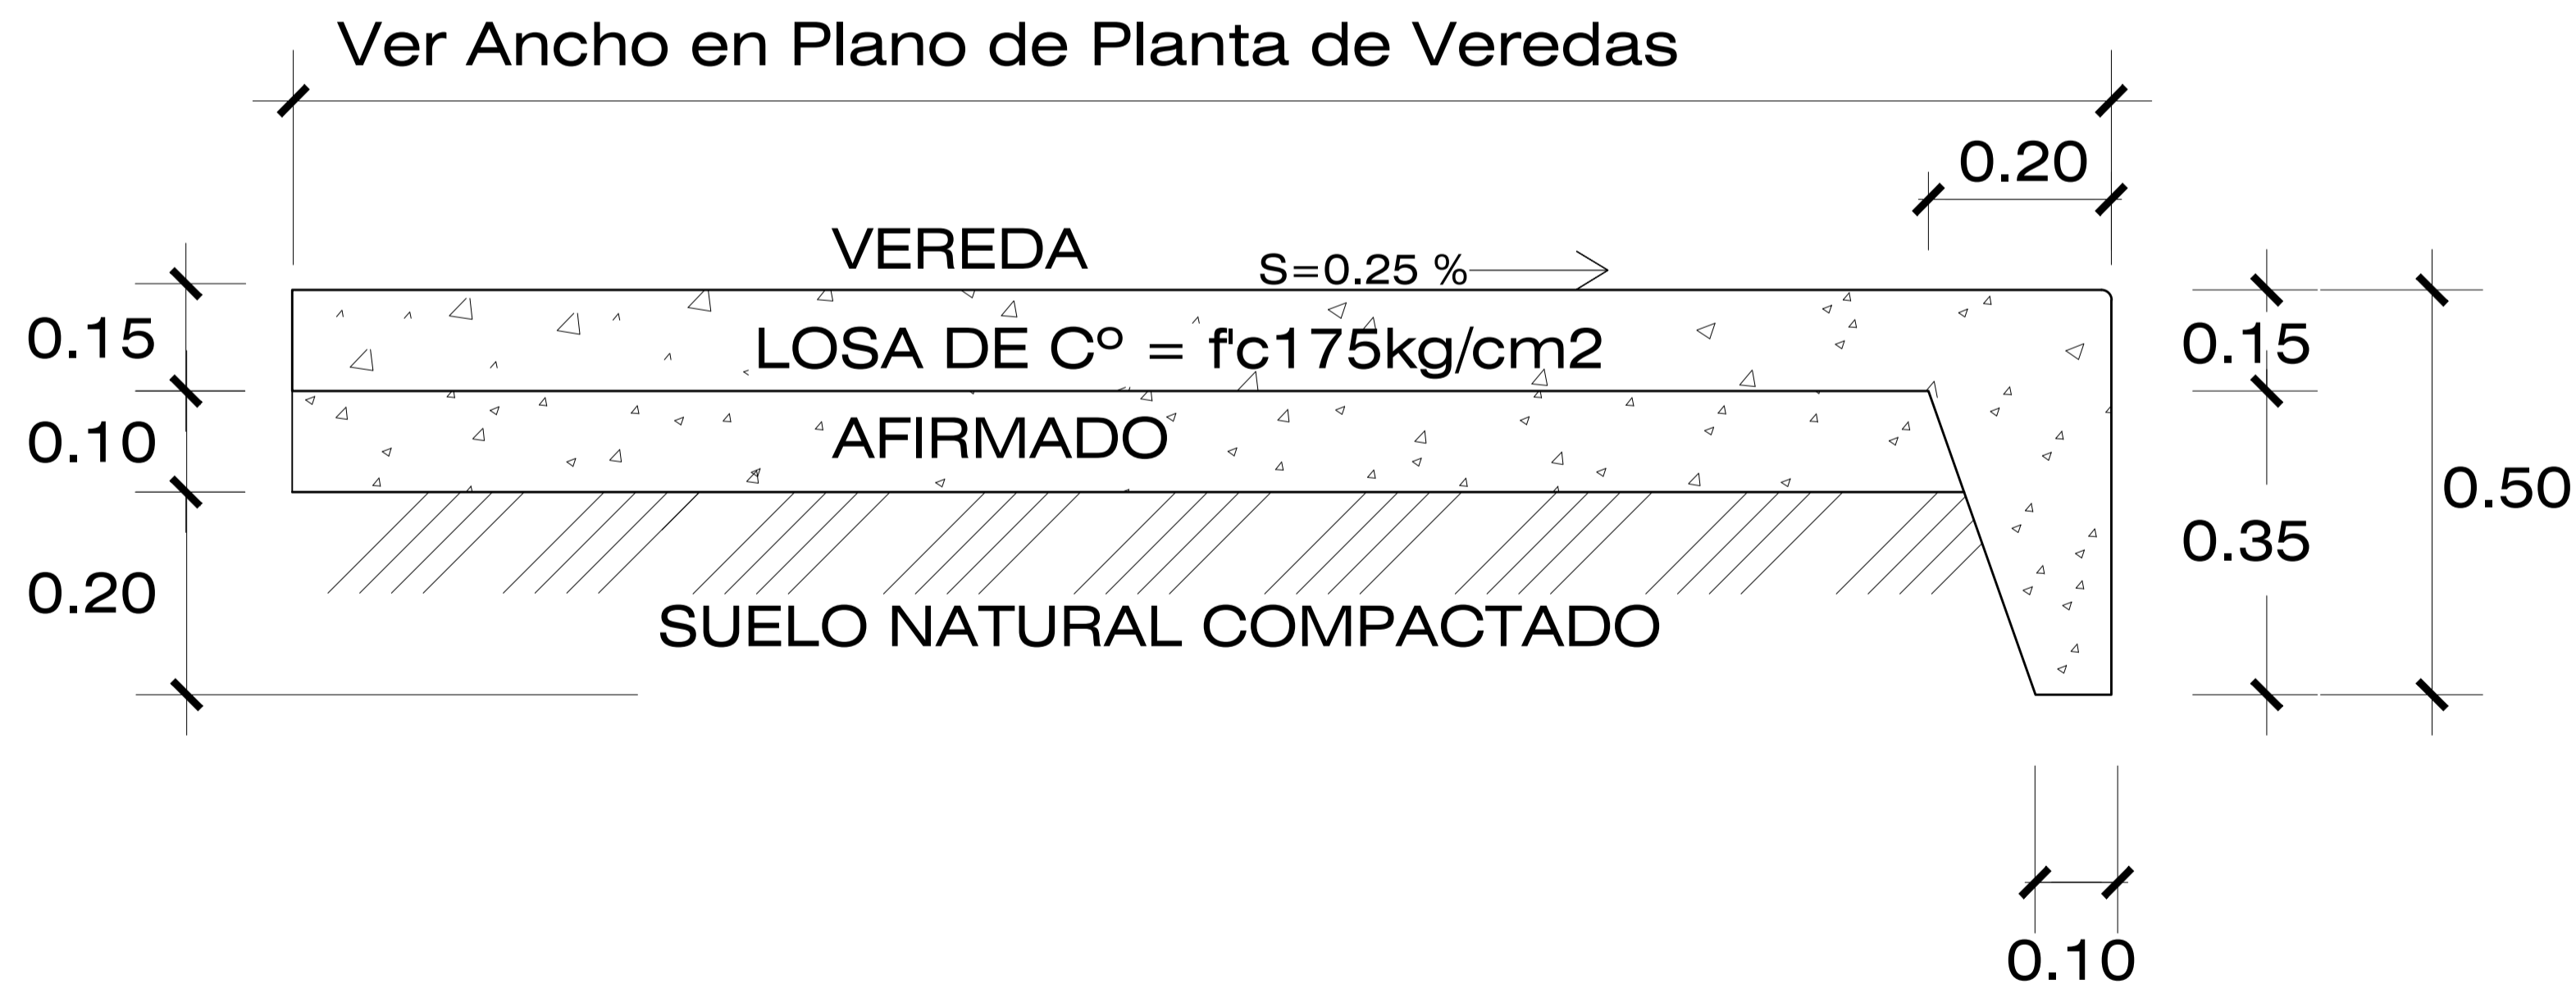 Ver Ancho en Plano de Planta de Veredas
0.20
VEREDA
S=0.25 %
0.15
LOSA DE Cº = f'c175kg/cm2
0.15
0.10
AFIRMADO
0.50
0.35
0.20
SUELO NATURAL COMPACTADO
0.10